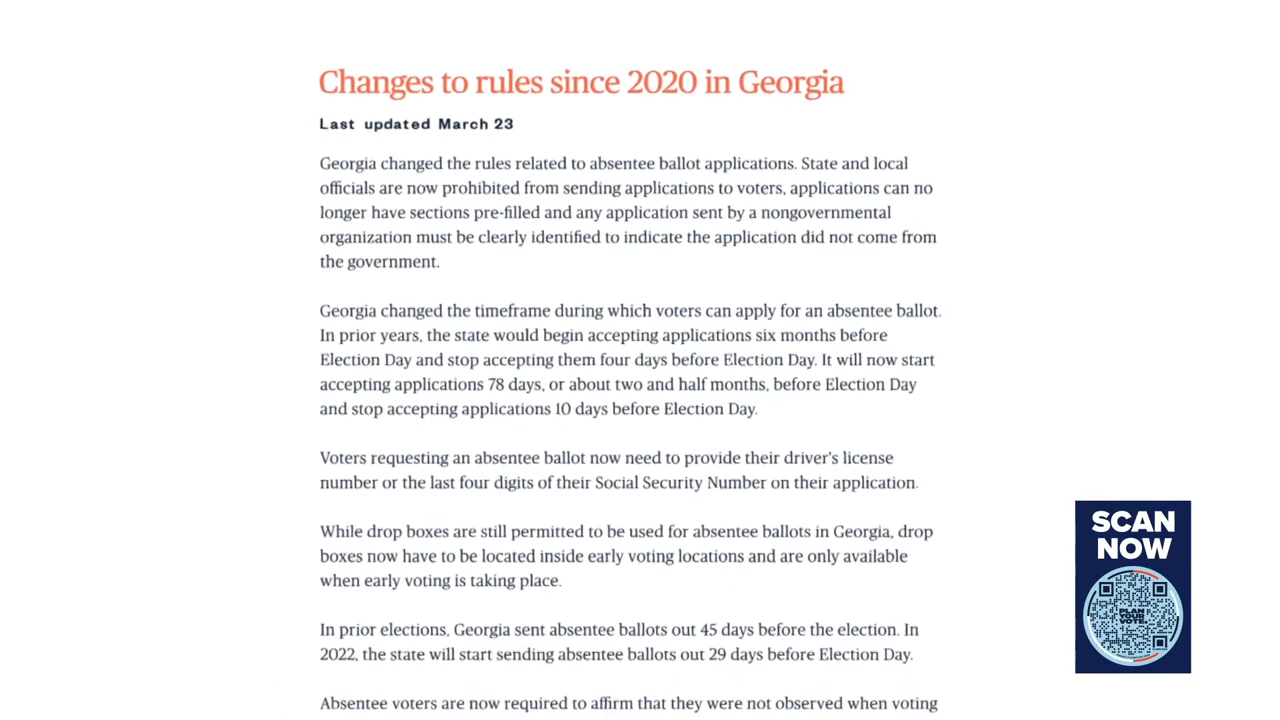 Changes to rules since 2020 in Georgia
Last updated March 23
Georgia changed the rules related to absentee ballot applications. State and local
officials are now prohibited from sending applications to voters, applications can no
longer have sections pre-filled and any application sent by a nongovernmental
organization must be clearly identified to indicate the application did not come from
the government.
Georgia changed the timeframe during which voters can apply for an absentee ballot.
In prior years, the state would begin accepting applications six months before
Election Day and stop accepting them four days before Election Day. It will now start
accepting applications 78 days, or about two and half months, before Election Day
and stop accepting applications 10 days before Election Day.
Voters requesting an absentee ballot now need to provide their driver's license
number or the last four digits of their Social Security Number on their application.
While drop boxes are still permitted to be used for absentee ballots in Georgia, drop
boxes now have to be located inside early voting locations and are only available
when early voting is taking place.
In prior elections, Georgia sent absentee ballots out 45 days before the election. In
2022, the state will start sending absentee ballots out 29 days before Election Day.
Absentee voters are now required to affirm that they were not observed when voting
SCAN
NOW
PLAN
YOUR
VOTE.